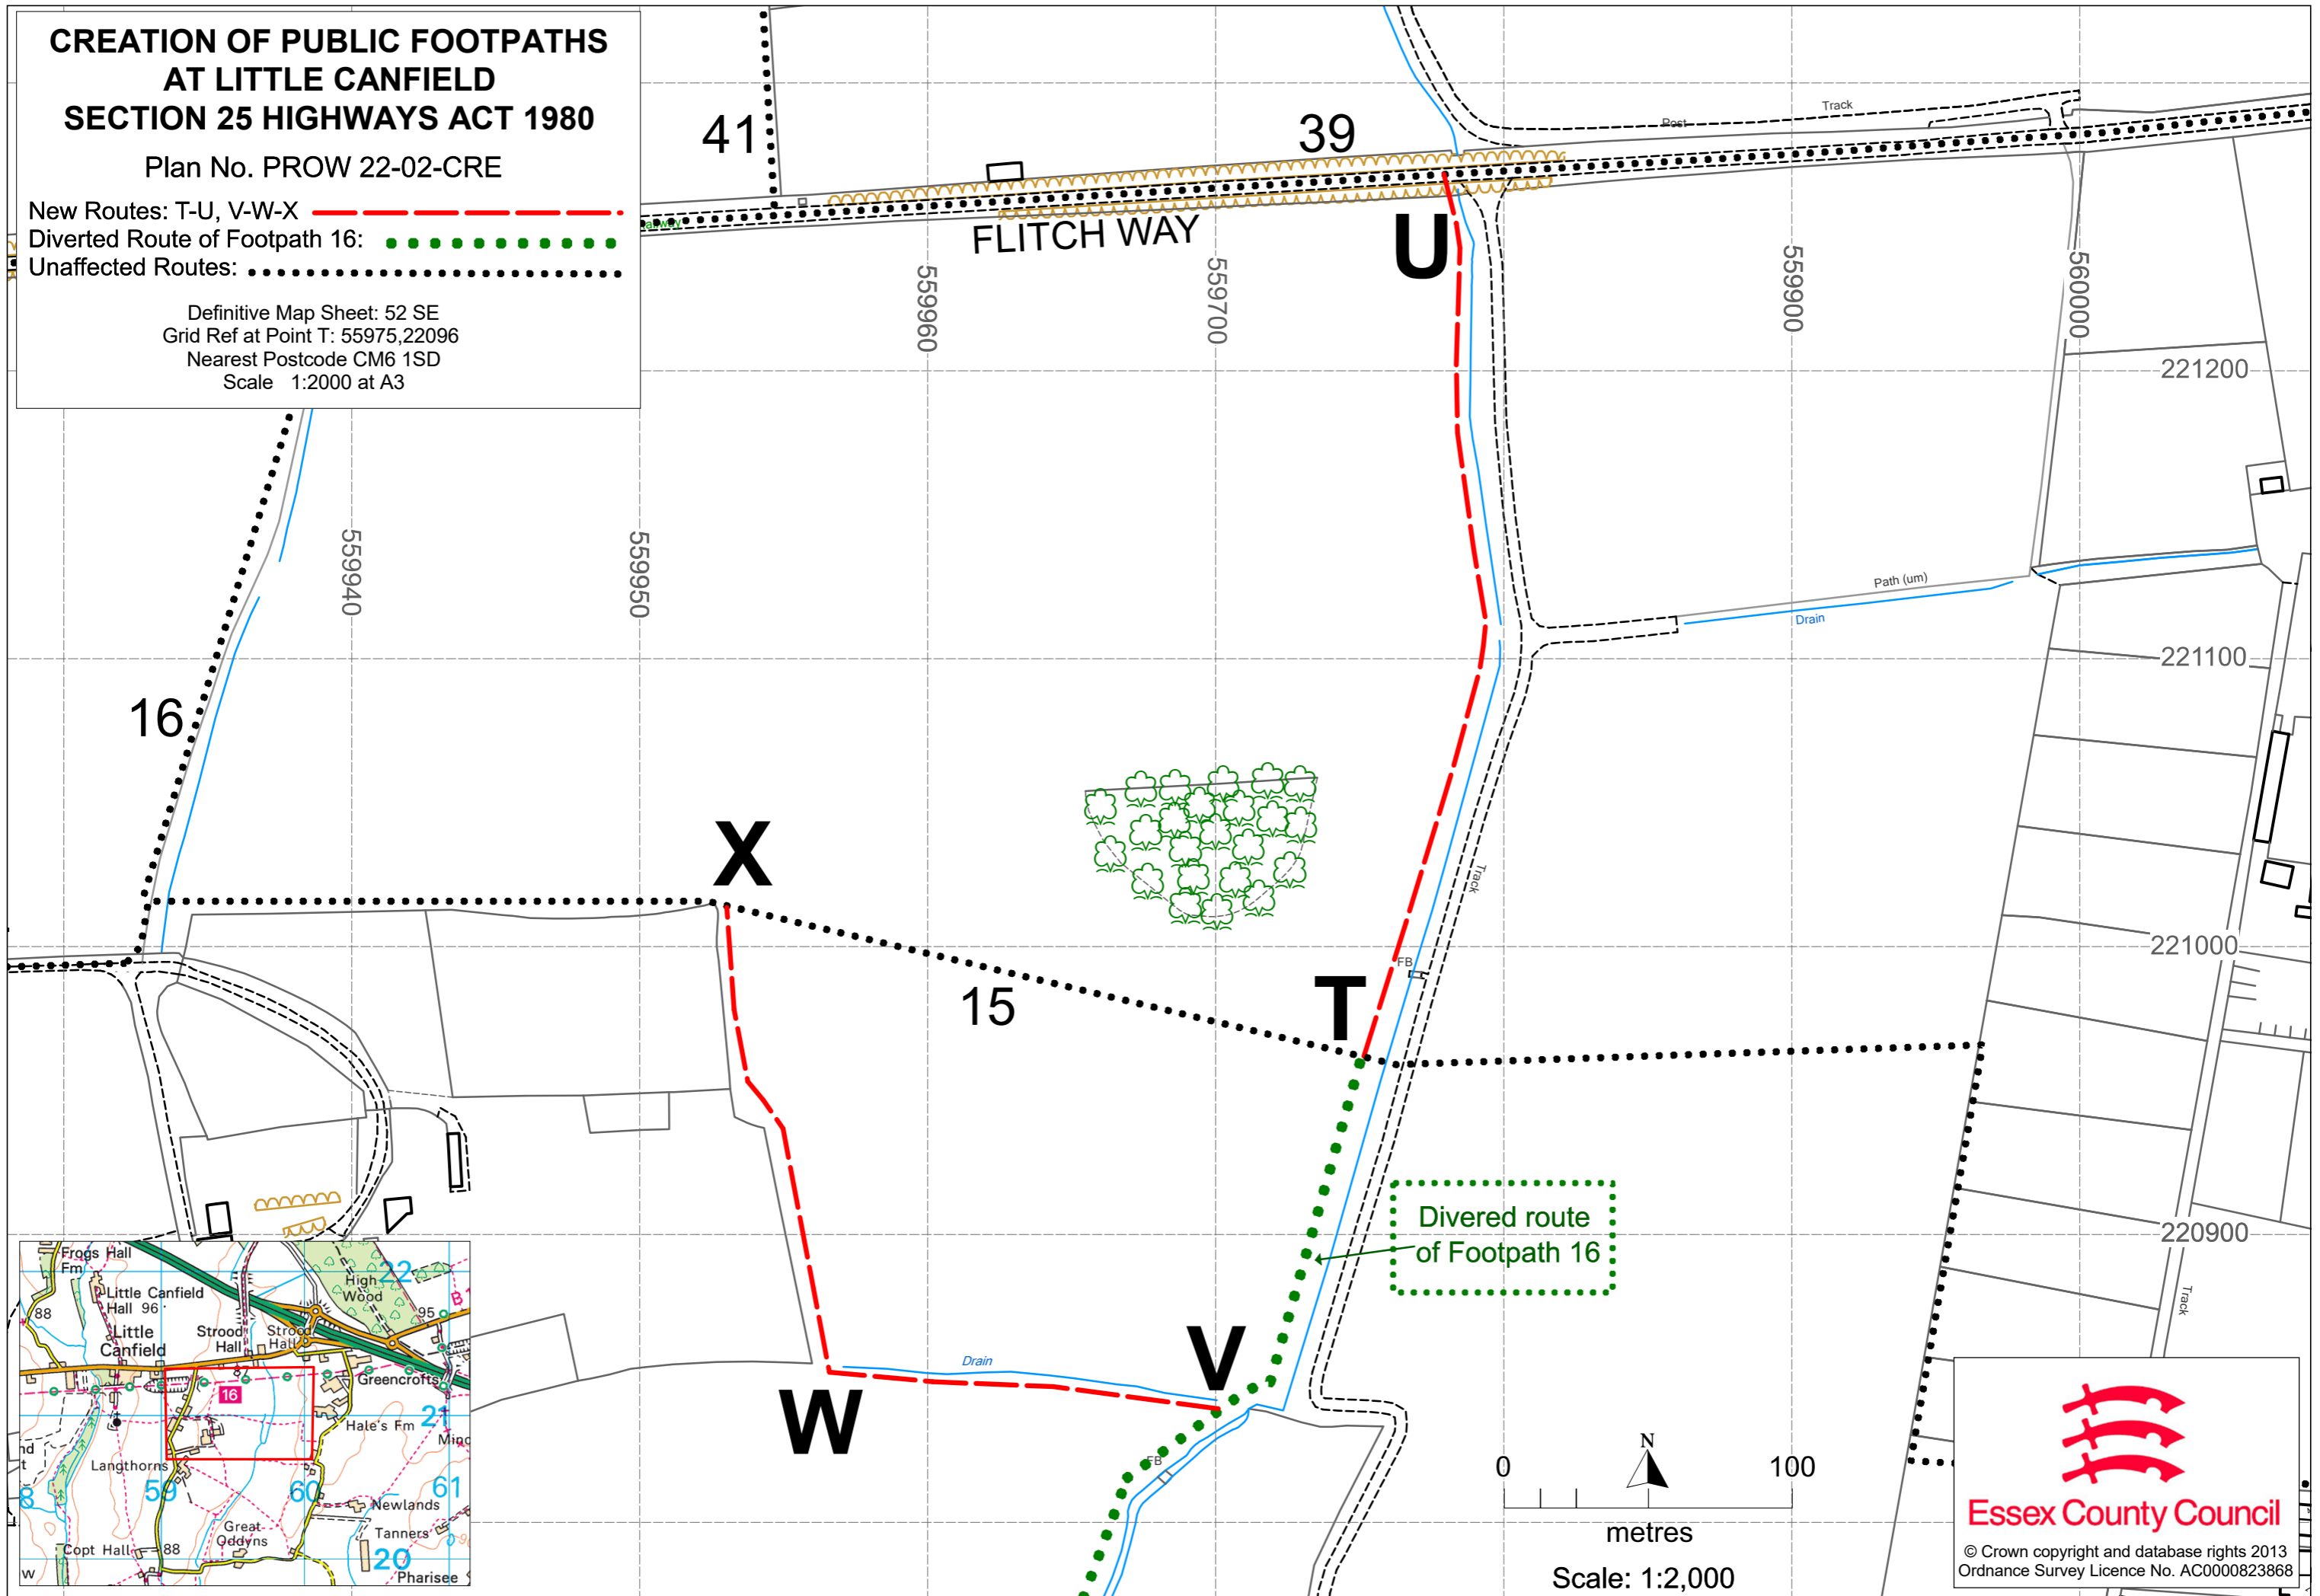 CREATION OF PUBLIC FOOTPATHS
AT LITTLE CANFIELD
SECTION 25 HIGHWAYS ACT 1980
Plan No. PROW 22-02-CRE
New Routes: T-U, V-W-X
Diverted Route of Footpath 16:
Unaffected Routes:
Definitive Map Sheet: 52 SE
Grid Ref at Point T: 55975,22096
Nearest Postcode CM6 1SD
Scale 1:2000 at A3
41
39
Post
Track
FLITCH WAY
U
559960
559700
559900
560000
221200
559940
559950
Path (um)
Drain
221100
16
X
Track
FB
221000
15
T
Divered route
of Footpath 16
220900
Track
V
Drain
W
FB
N
0
100
metres
Scale: 1:2,000
Essex County Council
© Crown copyright and database rights 2013
Ordnance Survey Licence No. AC0000823868
Frogs Hall
Fm
Little Canfield
Hall 96
88
Little
Canfield
Strood
Hall
Strood
Hall
High
Wood
22
95
87
16
Greencrofts
21
Hale's Fm
Langthorns
59
60
61
Newlands
Great
Oddyns
Tanners
Copt Hall
88
20
Pharisee